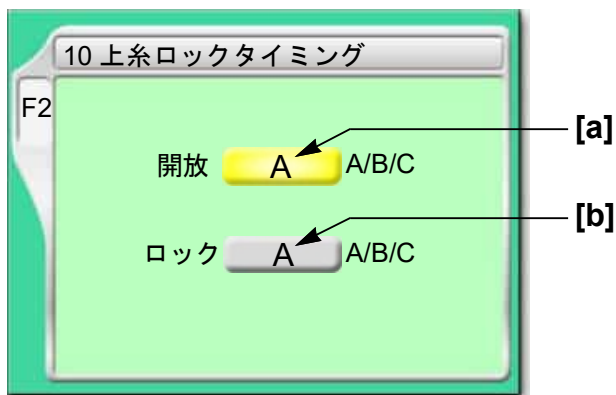 10 上糸ロックタイミング
F2
開放 A A/B/C
[a]
ロック A A/B/C
[b]